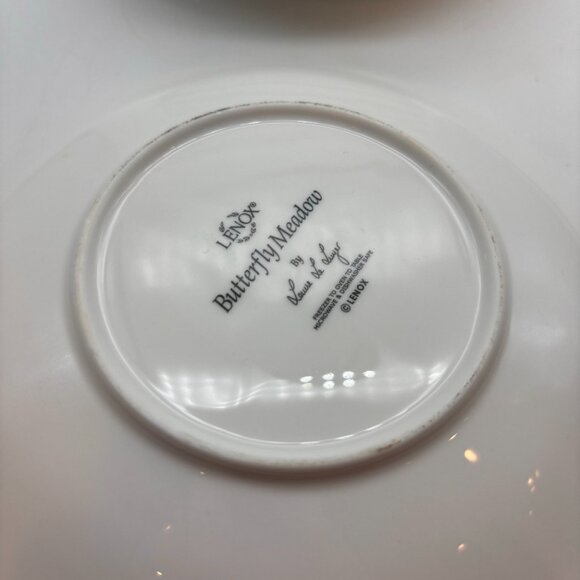 LENOX
Butterfly Meadow
By
Louise Le Luyer
FREEZER TO OVEN TO TABLE
MICROWAVE & DISHWASHER SAFE
© LENOX